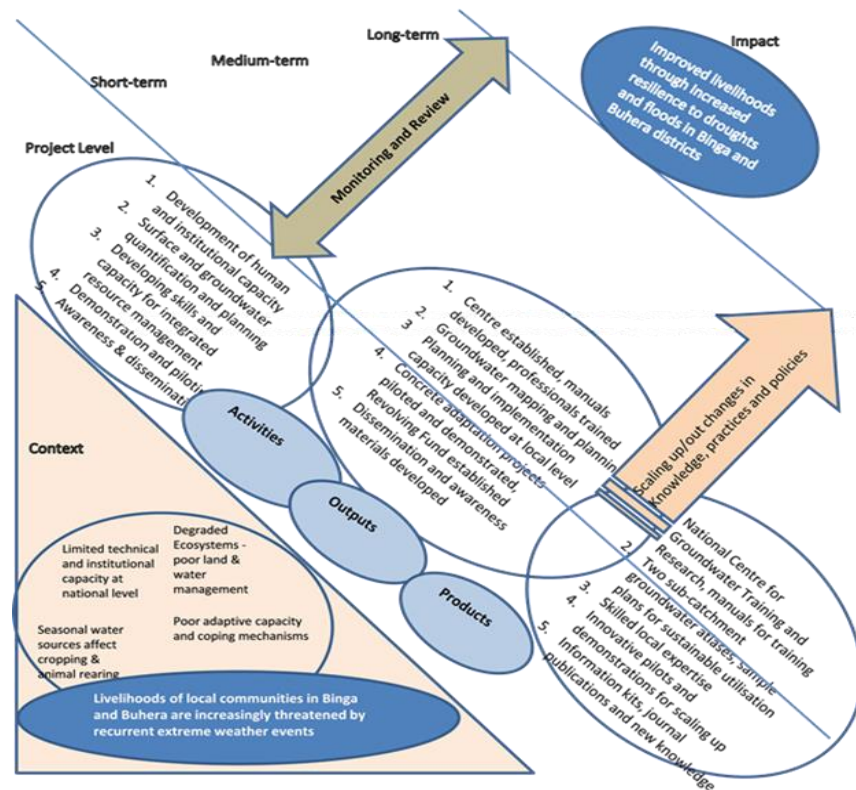 Long-term
Impact
Medium-term
Short-term
Project Level
Monitoring and Review
Improved livelihoods
through Increased
resilience to droughts
and floods in Binga and
Buhera districts
1. Development of human
and institutional capacity
2. Surface and groundwater
quantification and planning
3. Developing skills and
capacity for integrated
resource management
4. Demonstration and piloting
5. Awareness & dissemination
1. Centre established, manuals
developed, professionals trained
2. Groundwater mapping and planning
3 Planning and implementation
capacity developed at local level
4. Concrete adaptation projects
piloted and demonstrated,
Revolving Fund established
5. Dissemination and awareness
materials developed
Scaling up/out changes in
Knowledge, practices and policies
Activities
Outputs
Products
National Centre for
Groundwater Training and
Research, manuals for training
2. Two sub-catchment
groundwater atlases, sample
plans for sustainable utilisation
3. Skilled local expertise
4. Innovative pilots and
demonstrations for scaling up
5. Information kits, journal
publications and new knowledge
Context
Limited technical
and institutional
capacity at
national level
Degraded
Ecosystems -
poor land &
water
management
Seasonal water
sources affect
cropping &
animal rearing
Poor adaptive capacity
and coping mechanisms
Livelihoods of local communities in Binga
and Buhera are increasingly threatened by
recurrent extreme weather events